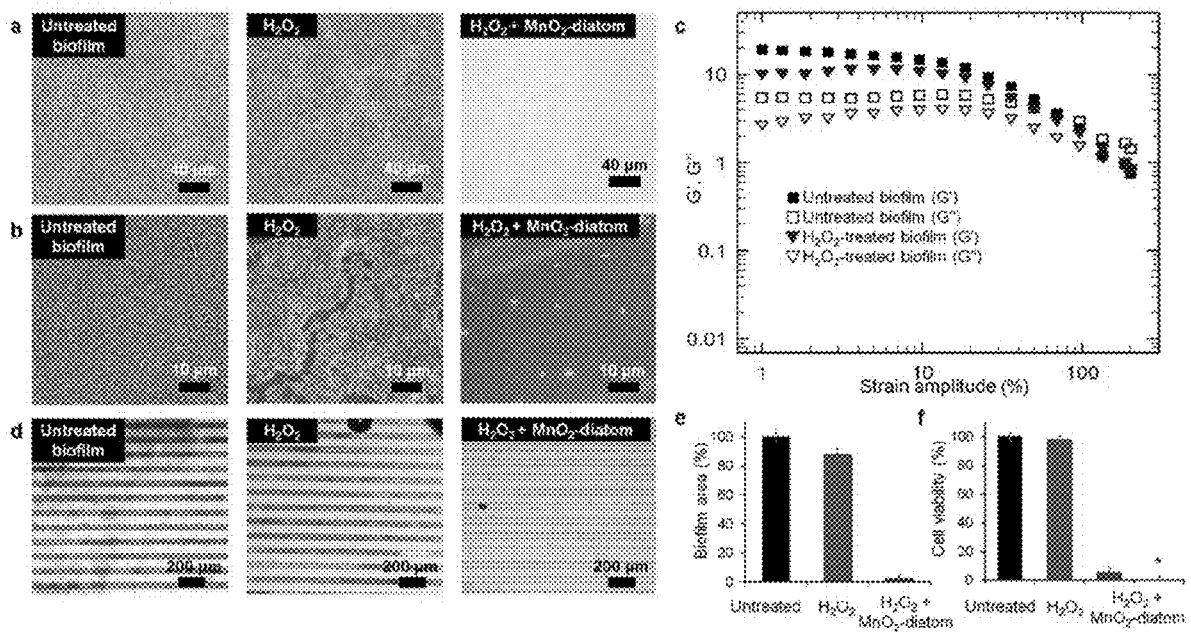 a
Untreated
biofilm
40 µm
H2O2
40 µm
H2O2 + MnO2-diatom
40 µm
b
Untreated
biofilm
10 µm
H2O2
10 µm
H2O2 + MnO2-diatom
10 µm
c
G', G''
10
1
0.1
0.01
Untreated biofilm (G')
Untreated biofilm (G'')
H2O2-treated biofilm (G')
H2O2-treated biofilm (G'')
1
10
100
Strain amplitude (%)
d
Untreated
biofilm
200 µm
H2O2
200 µm
H2O2 + MnO2-diatom
200 µm
e
Biofilm area (%)
100
80
60
40
20
0
Untreated
H2O2
H2O2 +
MnO2-diatom
f
Cell viability (%)
100
80
60
40
20
0
*
Untreated
H2O2
H2O2 +
MnO2-diatom